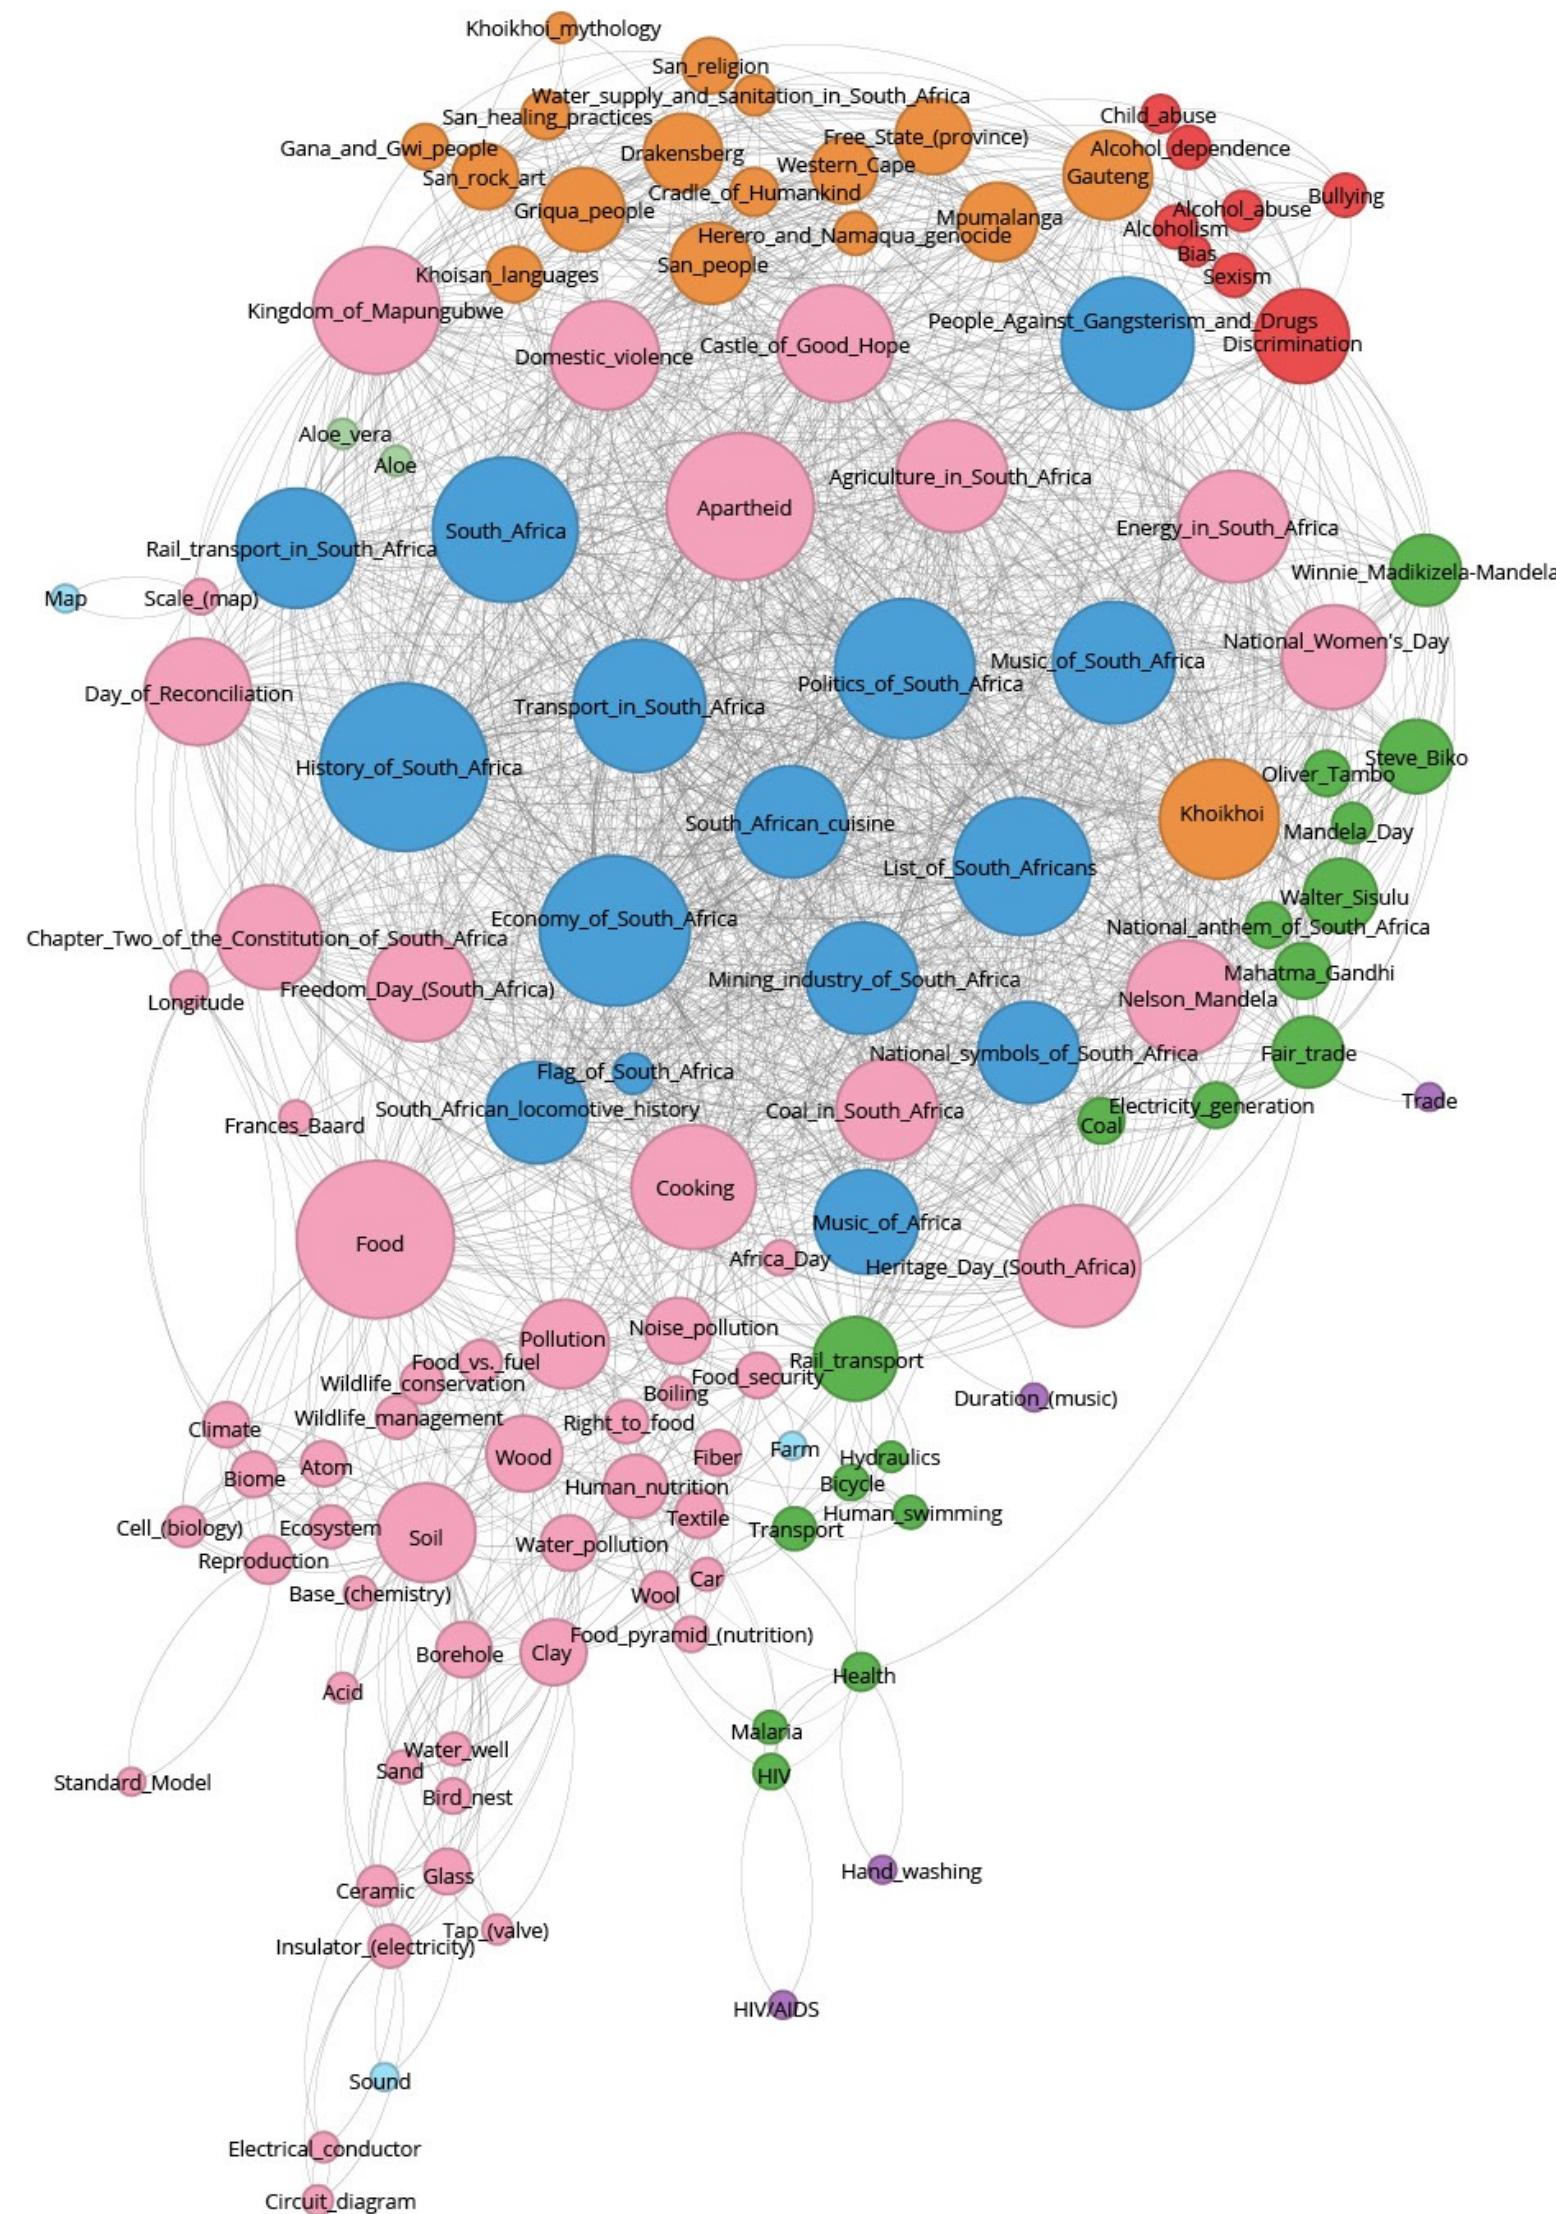 Khoikhoi_mythology
San_religion
Water_supply_and_sanitation_in_South_Africa
Child_abuse
San_healing_practices
Free_State_(province)
Gana_and_Gwi_people
Drakensberg
Alcohol_dependence
Western_Cape
San_rock_art
Gauteng
Cradle_of_Humankind
Bullying
Griqua_people
Alcohol_abuse
Mpumalanga
Alcoholism
Herero_and_Namaqua_genocide
Bias
San_people
Khoisan_languages
Sexism
Kingdom_of_Mapungubwe
People_Against_Gangsterism_and_Drugs
Discrimination
Castle_of_Good_Hope
Domestic_violence
Aloe_vera
Aloe
Agriculture_in_South_Africa
Apartheid
Energy_in_South_Africa
South_Africa
Rail_transport_in_South_Africa
Winnie_Madikizela-Mandela
Map
Scale_(map)
National_Women's_Day
Music_of_South_Africa
Politics_of_South_Africa
Day_of_Reconciliation
Transport_in_South_Africa
Steve_Biko
History_of_South_Africa
Oliver_Tambo
Khoikhoi
South_African_cuisine
Mandela_Day
List_of_South_Africans
Walter_Sisulu
Economy_of_South_Africa
National_anthem_of_South_Africa
Chapter_Two_of_the_Constitution_of_South_Africa
Mahatma_Gandhi
Mining_industry_of_South_Africa
Freedom_Day_(South_Africa)
Nelson_Mandela
Longitude
National_symbols_of_South_Africa
Fair_trade
Flag_of_South_Africa
Trade
Electricity_generation
South_African_locomotive_history
Coal_in_South_Africa
Coal
Frances_Baard
Cooking
Music_of_Africa
Food
Africa_Day
Heritage_Day_(South_Africa)
Noise_pollution
Pollution
Rail_transport
Food_vs._fuel
Food_security
Wildlife_conservation
Boiling
Duration_(music)
Wildlife_management
Right_to_food
Climate
Farm
Wood
Fiber
Hydraulics
Atom
Biome
Bicycle
Human_nutrition
Human_swimming
Textile
Cell_(biology)
Ecosystem
Transport
Soil
Water_pollution
Reproduction
Car
Base_(chemistry)
Wool
Food_pyramid_(nutrition)
Clay
Borehole
Health
Acid
Malaria
Water_well
Sand
HIV
Standard_Model
Bird_nest
Hand_washing
Glass
Ceramic
Tap_(valve)
Insulator_(electricity)
HIV/AIDS
Sound
Electrical_conductor
Circuit_diagram